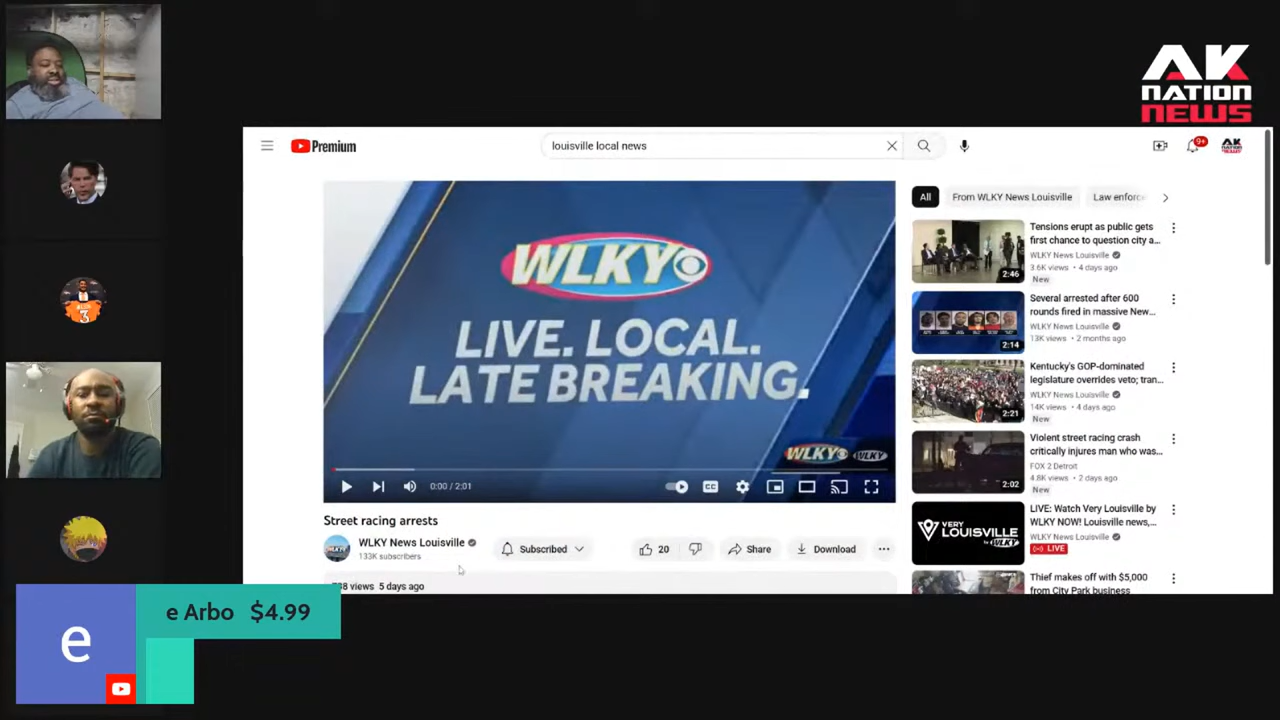 AK
NATION
NEWS
Premium
louisville local news
9+
WLKY
LIVE. LOCAL.
LATE BREAKING.
WLKY
WLKY
0:00 / 2:01
CC
Street racing arrests
WLKY News Louisville
133K subscribers
Subscribed
20
Share
Download
views 5 days ago
All
From WLKY News Louisville
Law enforc
Tensions erupt as public gets
first chance to question city a...
WLKY News Louisville
3.6K views • 4 days ago
New
2:46
Several arrested after 600
rounds fired in massive New...
WLKY News Louisville
13K views • 2 months ago
2:14
Kentucky's GOP-dominated
legislature overrides veto; tran...
WLKY News Louisville
14K views • 4 days ago
New
2:21
Violent street racing crash
critically injures man who was...
FOX 2 Detroit
4.8K views • 2 days ago
New
2:02
LIVE: Watch Very Louisville by
WLKY NOW! Louisville news,...
WLKY News Louisville
LIVE
VERY
LOUISVILLE
by WLKY
Thief makes off with $5,000
from City Park business
3
e
e Arbo $4.99